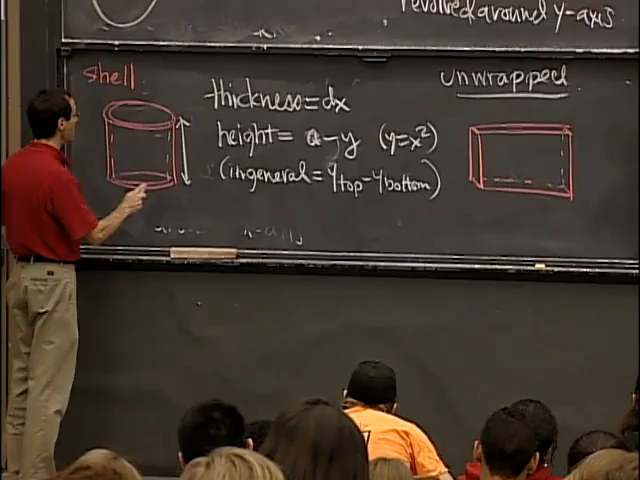 revolved around y-axis
shell
unwrapped
thickness=dx
height= a-y (y=x²)
(in general = ytop-ybottom)